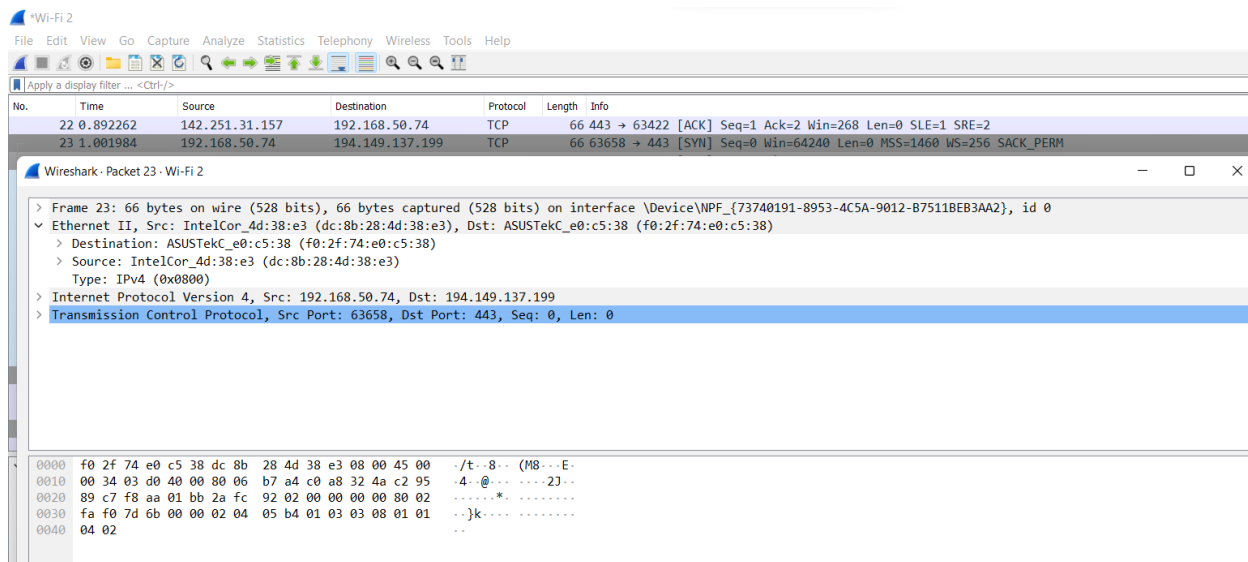 *Wi-Fi 2
File Edit View Go Capture Analyze Statistics Telephony Wireless Tools Help
Apply a display filter ... <Ctrl-/>
No. Time Source Destination Protocol Length Info
22 0.892262 142.251.31.157 192.168.50.74 TCP 66 443 → 63422 [ACK] Seq=1 Ack=2 Win=268 Len=0 SLE=1 SRE=2
23 1.001984 192.168.50.74 194.149.137.199 TCP 66 63658 → 443 [SYN] Seq=0 Win=64240 Len=0 MSS=1460 WS=256 SACK_PERM
Wireshark · Packet 23 · Wi-Fi 2
Frame 23: 66 bytes on wire (528 bits), 66 bytes captured (528 bits) on interface \Device\NPF_{73740191-8953-4C5A-9012-B7511BEB3AA2}, id 0
Ethernet II, Src: IntelCor_4d:38:e3 (dc:8b:28:4d:38:e3), Dst: ASUSTekC_e0:c5:38 (f0:2f:74:e0:c5:38)
Destination: ASUSTekC_e0:c5:38 (f0:2f:74:e0:c5:38)
Source: IntelCor_4d:38:e3 (dc:8b:28:4d:38:e3)
Type: IPv4 (0x0800)
Internet Protocol Version 4, Src: 192.168.50.74, Dst: 194.149.137.199
Transmission Control Protocol, Src Port: 63658, Dst Port: 443, Seq: 0, Len: 0
0000 f0 2f 74 e0 c5 38 dc 8b 28 4d 38 e3 08 00 45 00 ·/t··8·· (M8···E·
0010 00 34 03 d0 40 00 80 06 b7 a4 c0 a8 32 4a c2 95 ·4··@··· ····2J··
0020 89 c7 f8 aa 01 bb 2a fc 92 02 00 00 00 00 80 02 ······*· ········
0030 fa f0 7d 6b 00 00 02 04 05 b4 01 03 03 08 01 01 ··}k···· ········
0040 04 02 ··